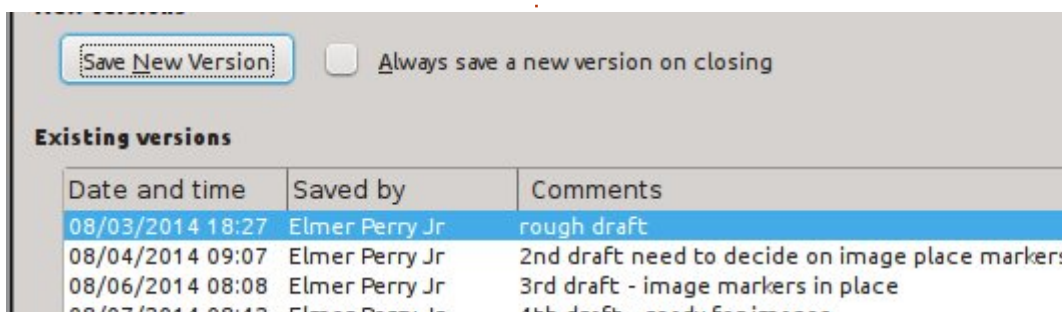 Save New Version
Always save a new version on closing
Existing versions
Date and time Saved by Comments
08/03/2014 18:27 Elmer Perry Jr rough draft
08/04/2014 09:07 Elmer Perry Jr 2nd draft need to decide on image place markers
08/06/2014 08:08 Elmer Perry Jr 3rd draft - image markers in place